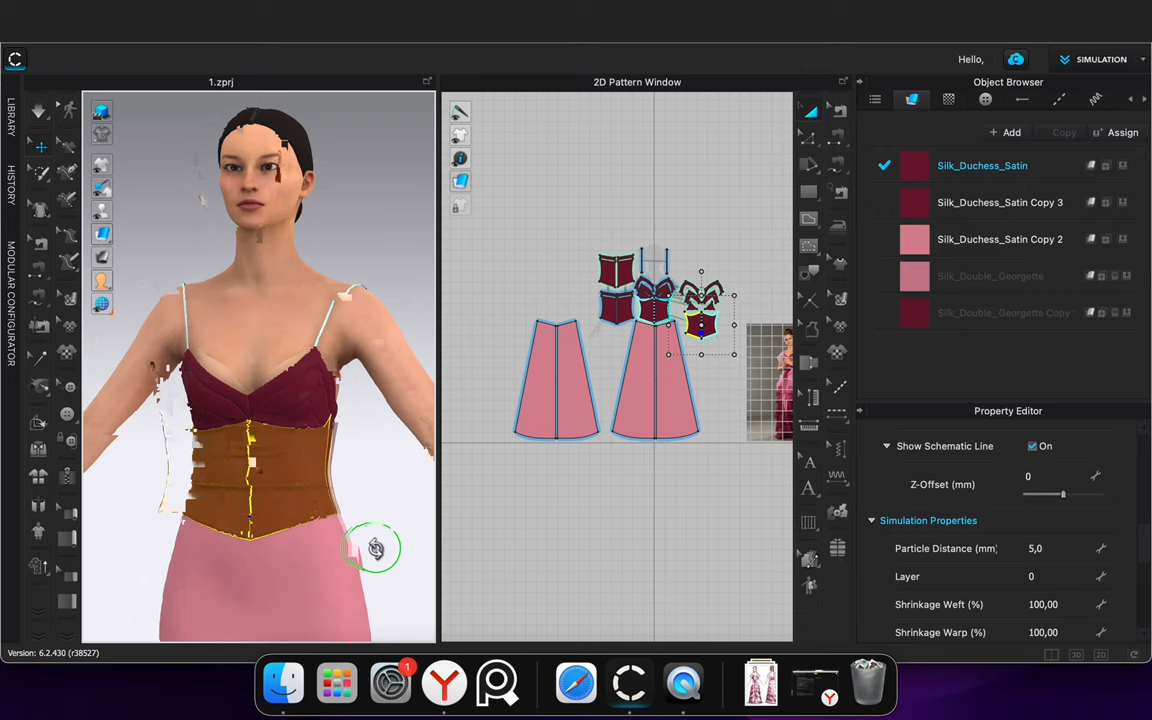 Hello,
SIMULATION
1.zprj
2D Pattern Window
Object Browser
LIBRARY
HISTORY
MODULAR CONFIGURATOR
Add
Copy
Assign
Silk_Duchess_Satin
Silk_Duchess_Satin Copy 3
Silk_Duchess_Satin Copy 2
Silk_Double_Georgette
Silk_Double_Georgette Copy
Property Editor
Show Schematic Line
On
Z-Offset (mm)
0
Simulation Properties
Particle Distance (mm)
5,0
Layer
0
Shrinkage Weft (%)
100,00
Shrinkage Warp (%)
100,00
Version: 6.2.430 (r38527)
3D
2D
1